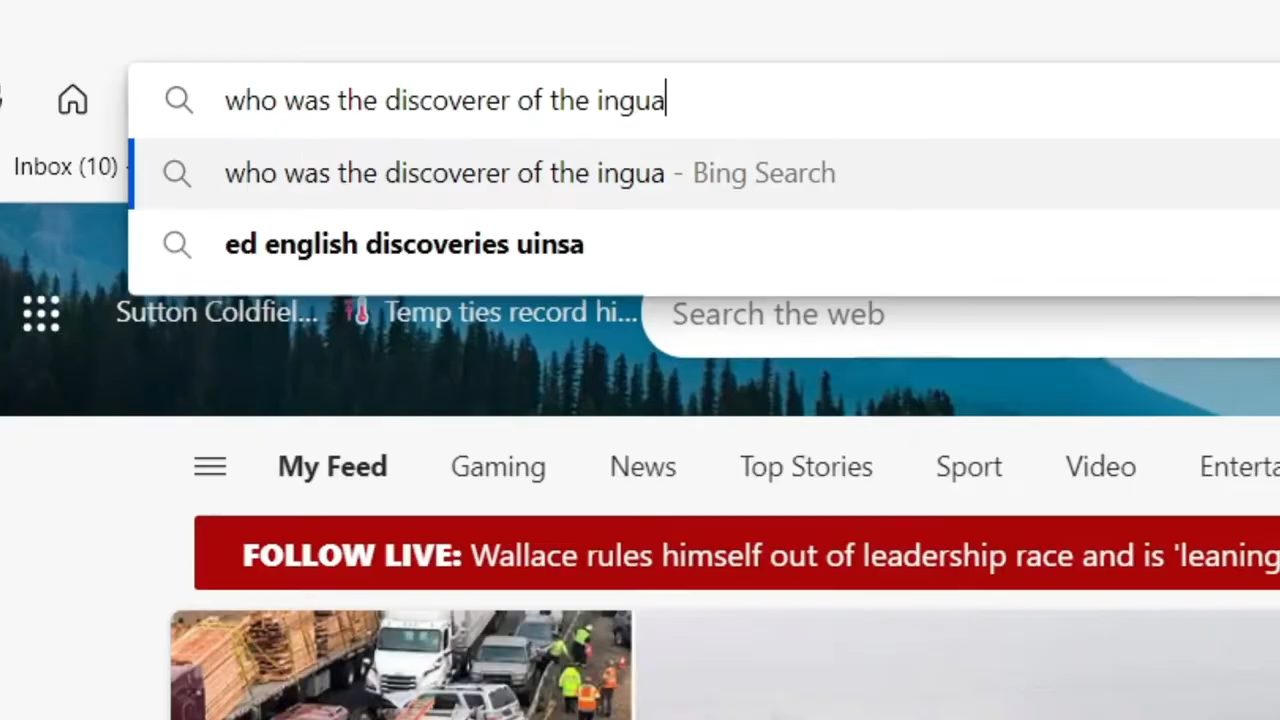 who was the discoverer of the ingua
Inbox (10)
who was the discoverer of the ingua - Bing Search
ed english discoveries uinsa
Sutton Coldfiel... Temp ties record hi... Search the web
My Feed Gaming News Top Stories Sport Video Enterta
FOLLOW LIVE: Wallace rules himself out of leadership race and is 'leaning